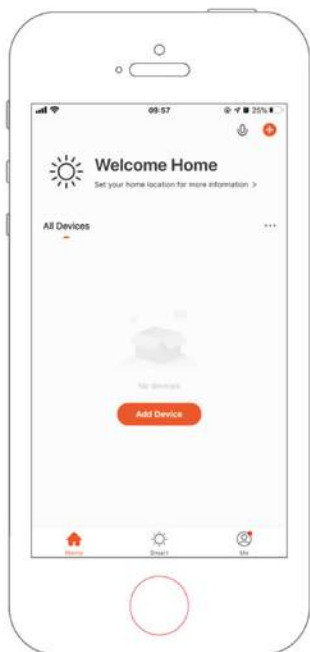 09:57
25%
Welcome Home
Set your home location for more information >
All Devices
...
No devices
Add Device
Home
Smart
Me